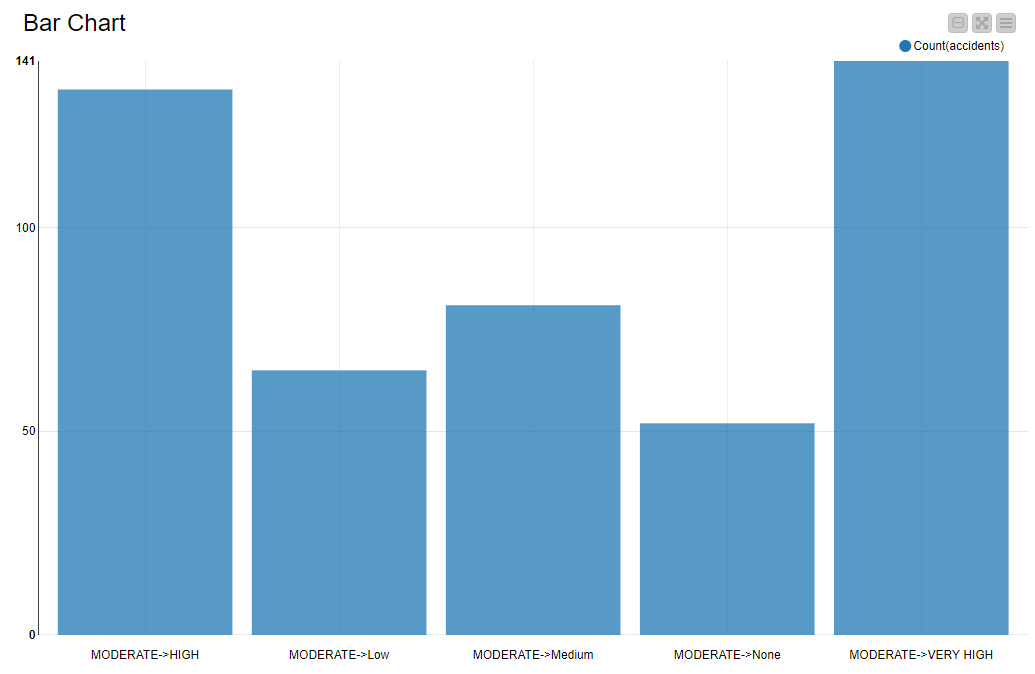 Bar Chart
Count(accidents)
141
100
50
0
MODERATE->HIGH MODERATE->Low MODERATE->Medium MODERATE->None MODERATE->VERY HIGH